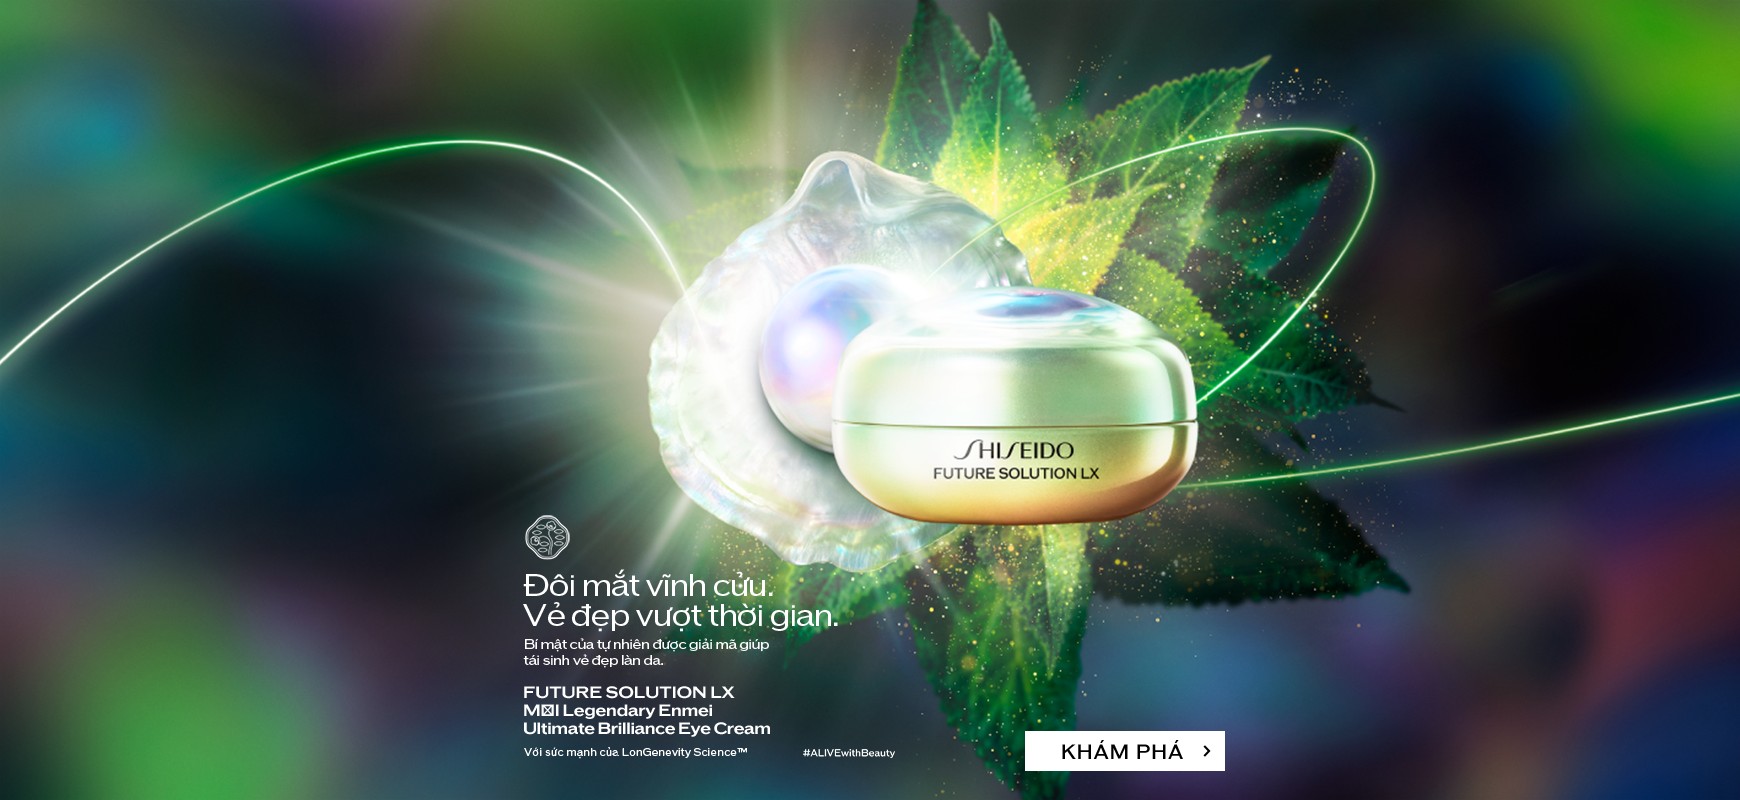 SHISEIDO
FUTURE SOLUTION LX
Đôi mắt vĩnh cửu.
Vẻ đẹp vượt thời gian.
Bí mật của tự nhiên được giải mã giúp
tái sinh vẻ đẹp làn da.
FUTURE SOLUTION LX
M☒I Legendary Enmei
Ultimate Brilliance Eye Cream
Với sức mạnh của LonGenevity Science™
#ALIVEwithBeauty
KHÁM PHÁ